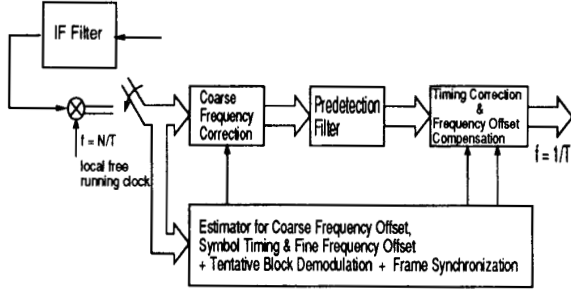 IF Filter
f = N/T
local free
running clock
Coarse
Frequency
Correction
Predetection
Filter
Timing Correction
&
Frequency Offset
Compensation
f = 1/T
Estimator for Coarse Frequency Offset,
Symbol Timing & Fine Frequency Offset
+ Tentative Block Demodulation + Frame Synchronization